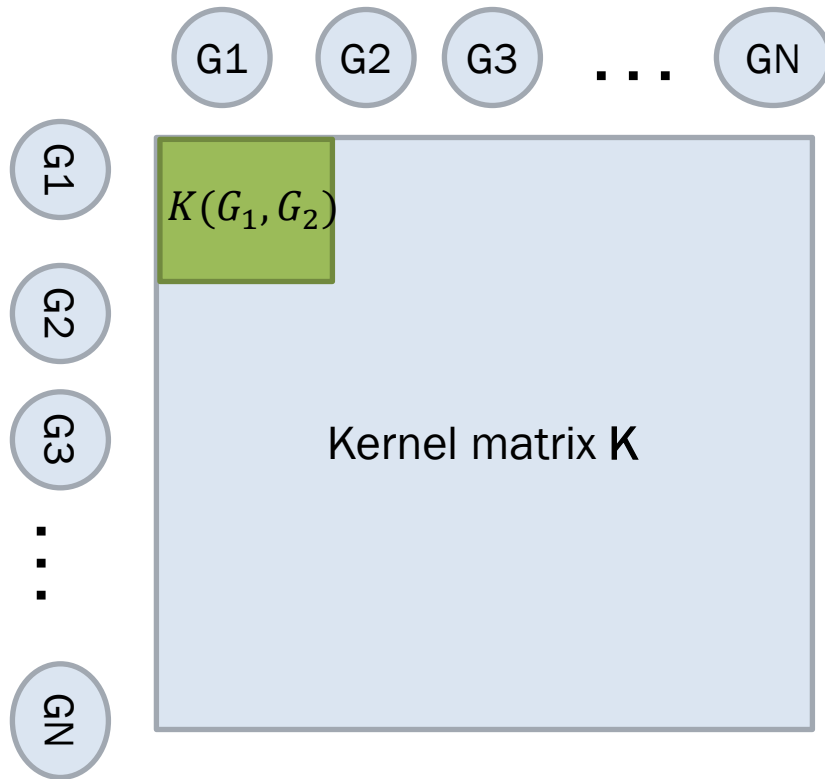 G1 G2 G3 ... GN
G1
K(G₁, G₂)
G2
G3
Kernel matrix K
...
GN